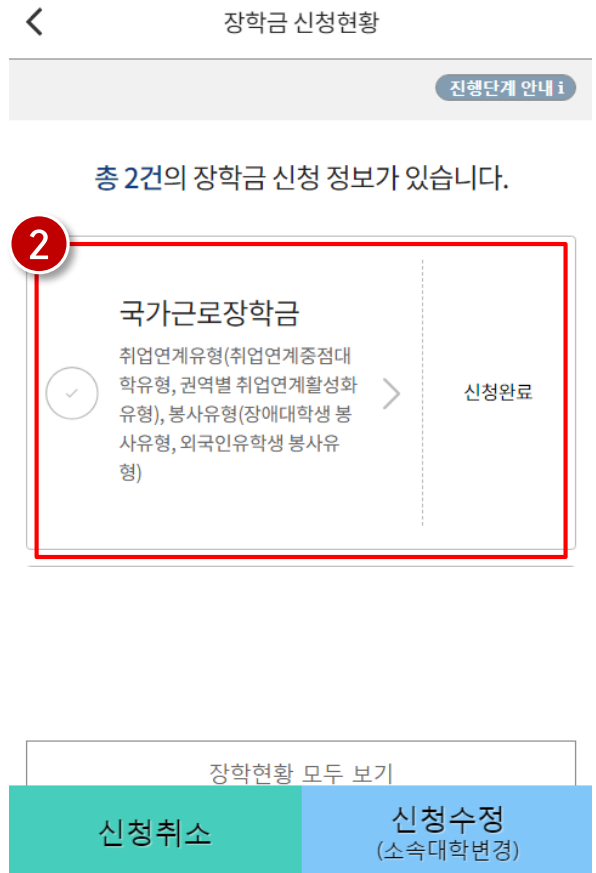 장학금 신청현황
진행단계 안내 i
총 2건의 장학금 신청 정보가 있습니다.
2
국가근로장학금
취업연계유형(취업연계중점대
학유형, 권역별 취업연계활성화
유형), 봉사유형(장애대학생 봉
사유형, 외국인유학생 봉사유
형)
신청완료
장학현황 모두 보기
신청취소
신청수정
(소속대학변경)